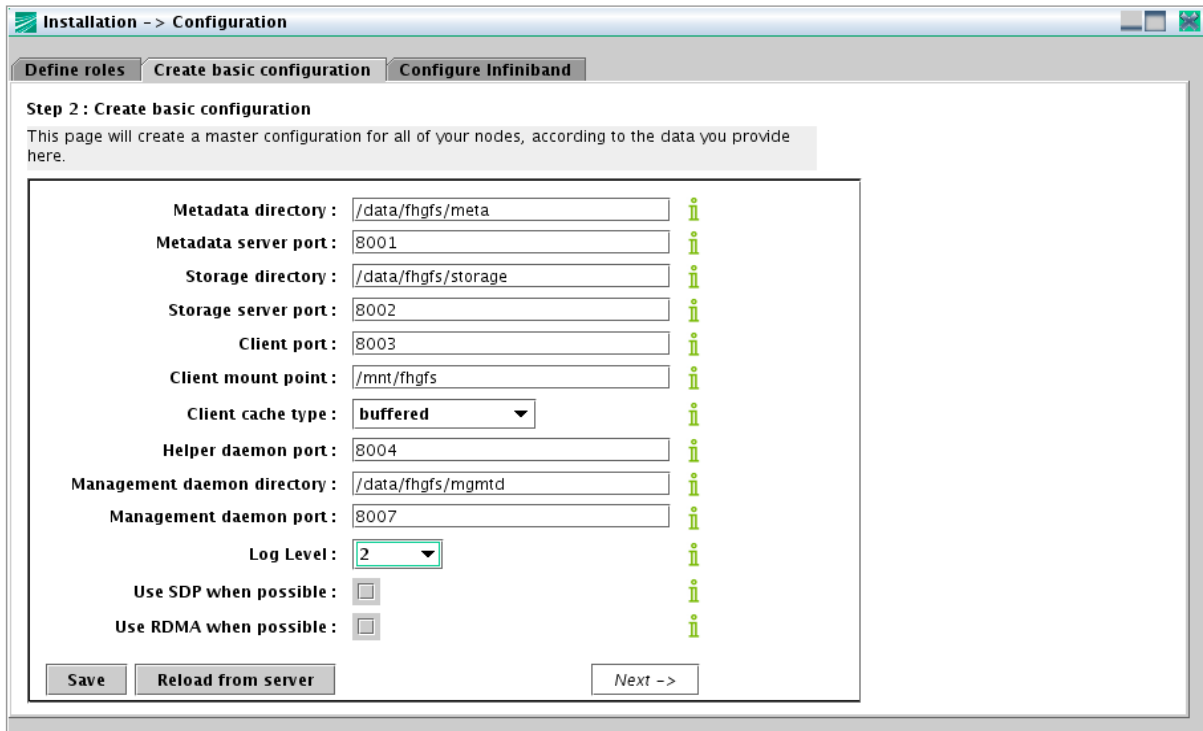 Installation -> Configuration
Define roles Create basic configuration Configure Infiniband
Step 2 : Create basic configuration
This page will create a master configuration for all of your nodes, according to the data you provide
here.
Metadata directory : /data/fhgfs/meta
Metadata server port : 8001
Storage directory : /data/fhgfs/storage
Storage server port : 8002
Client port : 8003
Client mount point : /mnt/fhgfs
Client cache type : buffered
Helper daemon port : 8004
Management daemon directory : /data/fhgfs/mgmtd
Management daemon port : 8007
Log Level : 2
Use SDP when possible :
Use RDMA when possible :
Save Reload from server Next ->